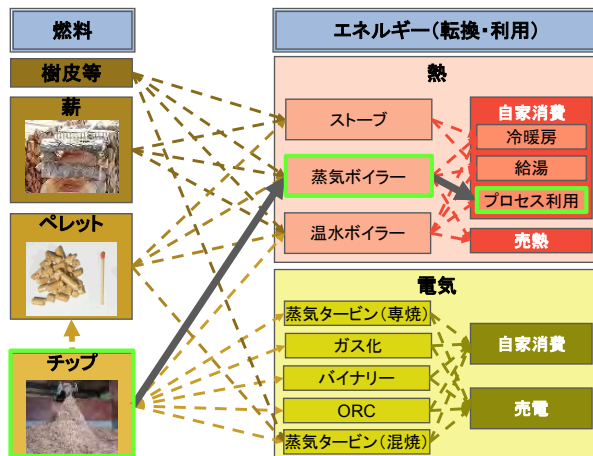 燃料
エネルギー(転換・利用)
樹皮等
薪
ペレット
チップ
熱
ストーブ
蒸気ボイラー
温水ボイラー
自家消費
冷暖房
給湯
プロセス利用
売熱
電気
蒸気タービン(専焼)
ガス化
バイナリー
ORC
蒸気タービン(混焼)
自家消費
売電